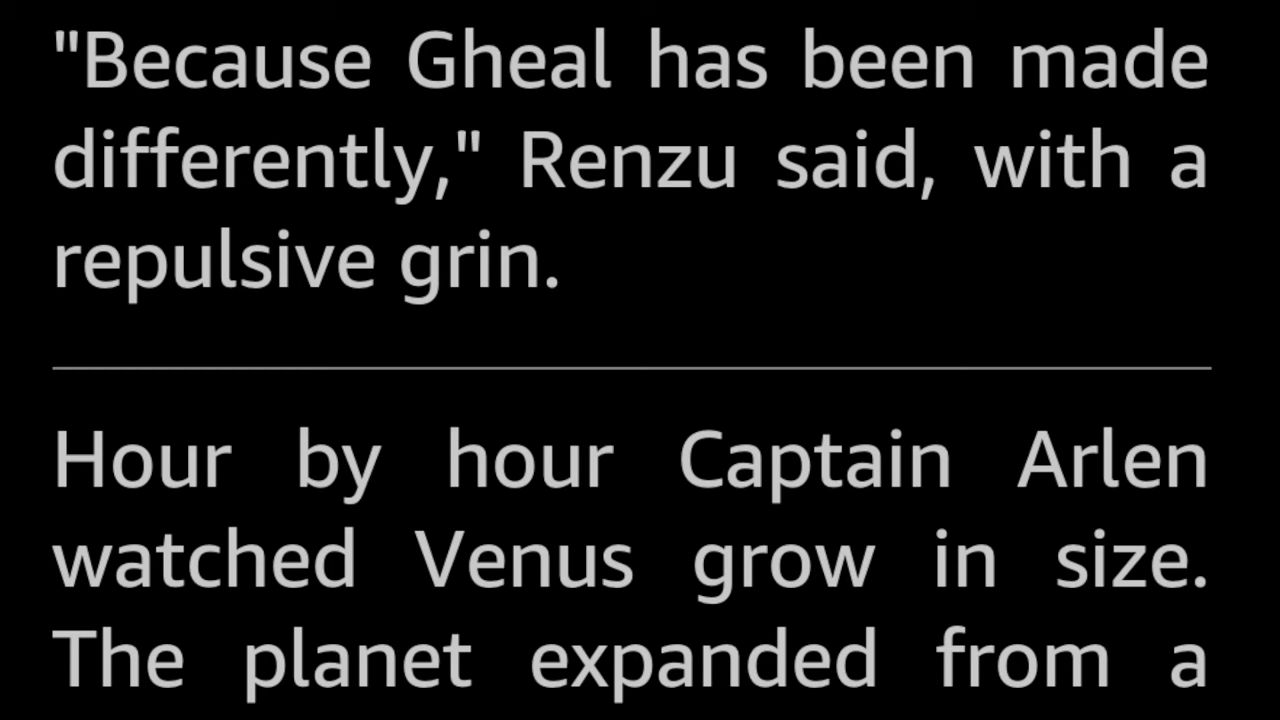 "Because Gheal has been made
differently," Renzu said, with a
repulsive grin.
Hour by hour Captain Arlen
watched Venus grow in size.
The planet expanded from a